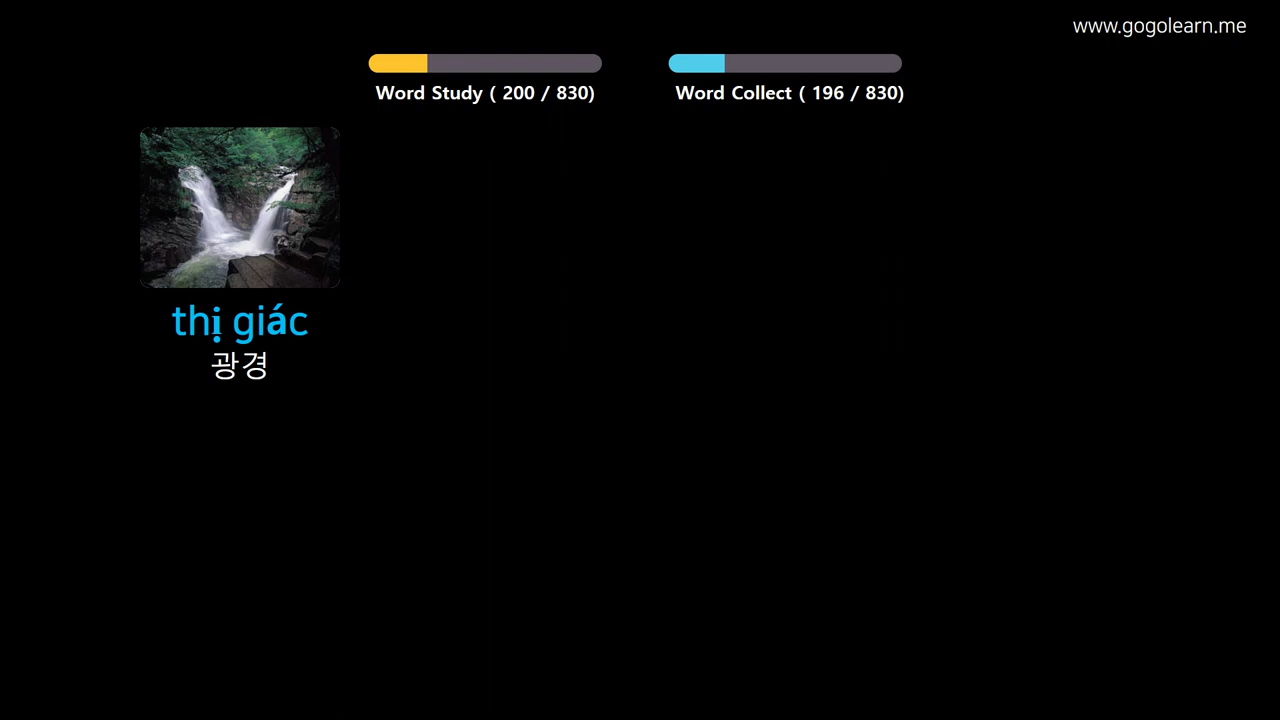 www.gogolearn.me
Word Study ( 200 / 830)
Word Collect ( 196 / 830)
thị giác
광경